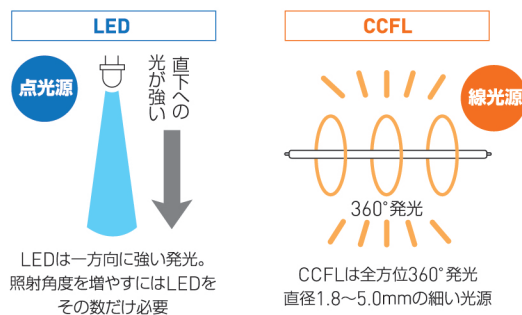 LED
点光源
直下への
光が強い
LEDは一方向に強い発光。
照射角度を増やすにはLEDを
その数だけ必要
CCFL
線光源
360°発光
CCFLは全方位360°発光
直径1.8〜5.0mmの細い光源